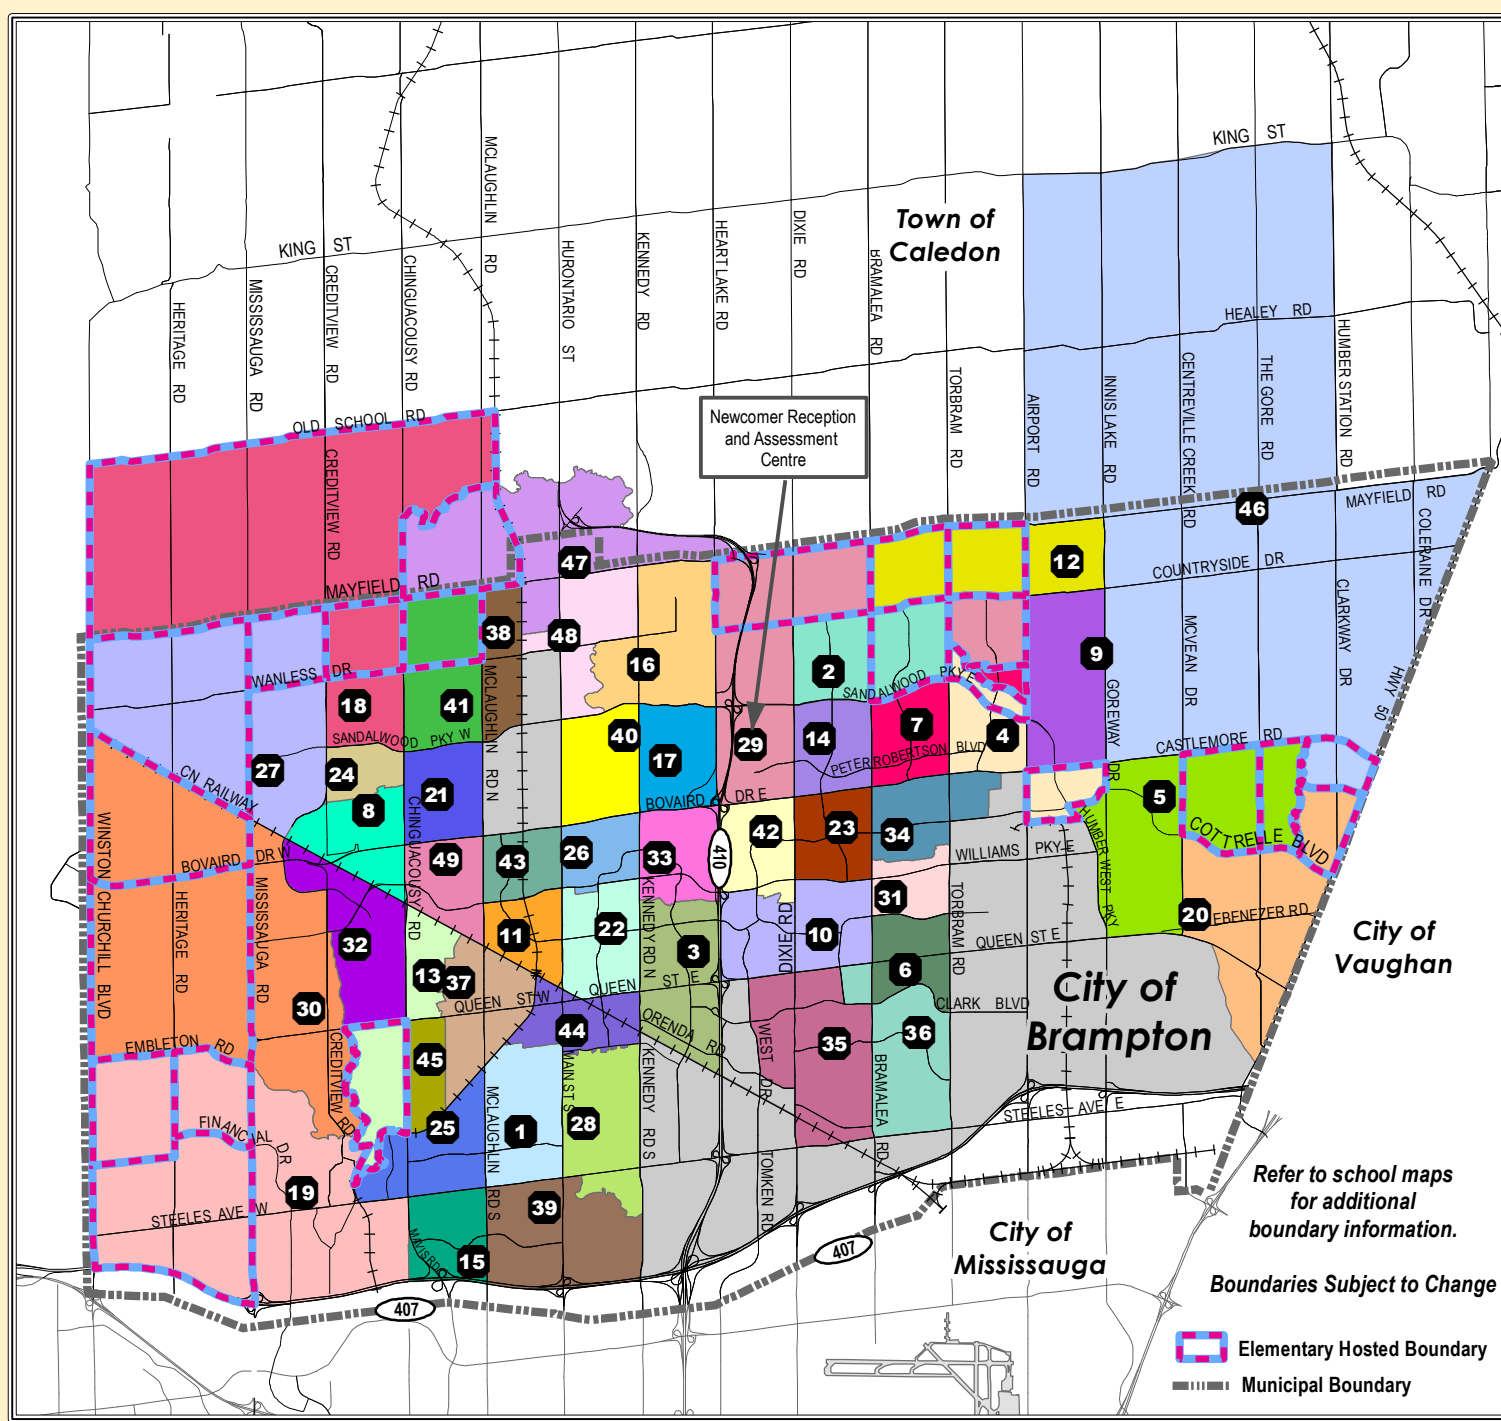 KING ST
MCLAUGHLIN RD
Town of
Caledon
DIXIE RD
HEART LAKE RD
KENNEDY RD
HURONTARIO ST
KING ST
BRAMALEA RD
CHINGUACOUSY RD
CREDITVIEW RD
MISSISSAUGA RD
HERITAGE RD
HEALEY RD
HUMBER STATION RD
THE GORE RD
CENTREVILLE CREEK RD
INNIS LAKE RD
TORBRAM RD
AIRPORT RD
Newcomer Reception
and Assessment
Centre
OLD SCHOOL RD
CREDITVIEW RD
MAYFIELD RD
46
COLERAINE DR
47
12
COUNTRYSIDE DR
MAYFIELD RD
CLARKWAY DR
38
48
16
2
9
MCVEAN DR
WANLESS DR
SANDALWOOD PKY E
HWY 50
GOREWAY DR
18
41
MCLAUGHLIN RD N
40
17
29
14
7
4
SANDALWOOD PKY W
PETER ROBERTSON BLVD
CASTLEMORE RD
27
24
21
CN RAILWAY
BOVAIRD DR E
5
8
CHINGUACOUSY RD
WINSTON CHURCHILL BLVD
42
23
34
COTTRELLE BLVD
HUMBER WEST PKY
BOVAIRD DR W
49
43
26
33
410
WILLIAMS PKY E
MISSISSAUGA RD
HERITAGE RD
KENNEDY RD N
31
TORBRAM RD
20
EBENEZER RD
32
11
22
3
DIXIE RD
10
QUEEN ST E
City of
Vaughan
13
37
6
QUEEN ST W
QUEEN ST E
CLARK BLVD
City of
Brampton
30
44
ORENDA RD
WEST DR
35
36
EMBLETON RD
CREDITVIEW RD
45
MAIN ST S
KENNEDY RD S
BRAMALEA RD
MCLAUGHLIN RD S
25
1
28
STEELES AVE E
FINANCIAL DR
TOMKEN RD
19
39
STEELES AVE W
Refer to school maps
for additional
boundary information.
MAVIS RD
15
City of
Mississauga
407
407
Boundaries Subject to Change
Elementary Hosted Boundary
Municipal Boundary